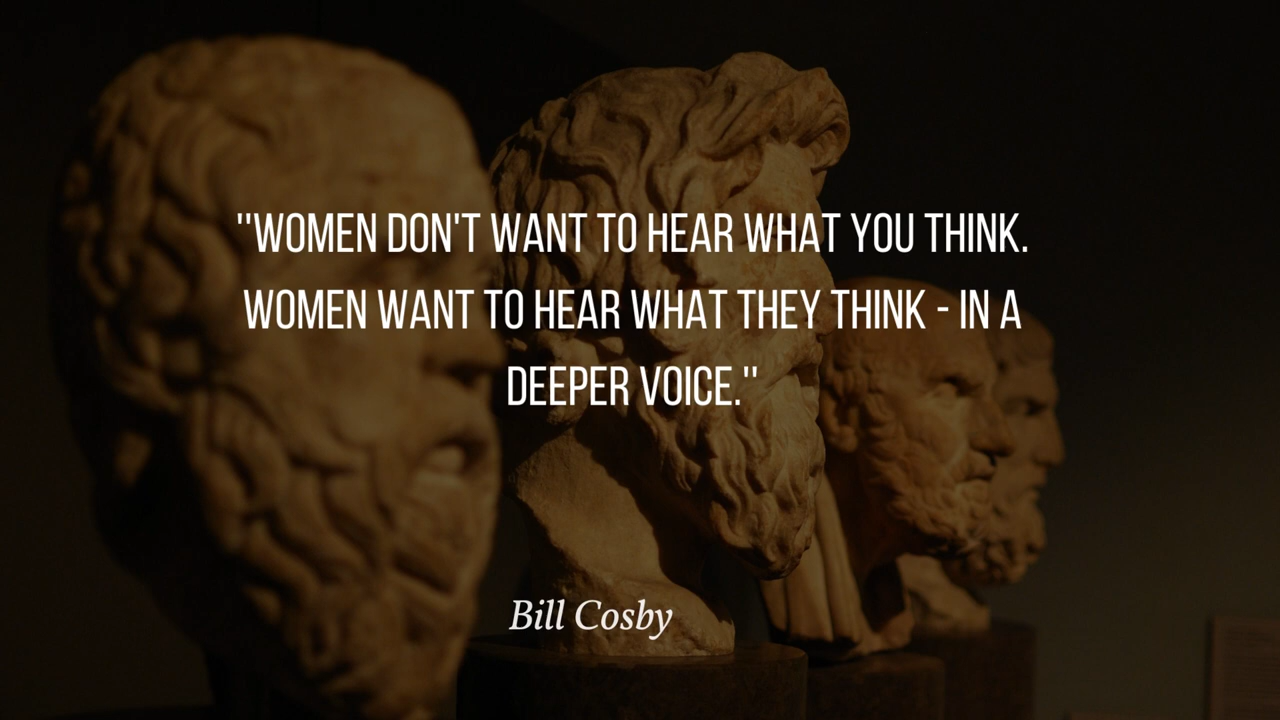 "WOMEN DON'T WANT TO HEAR WHAT YOU THINK.
WOMEN WANT TO HEAR WHAT THEY THINK - IN A
DEEPER VOICE."
Bill Cosby